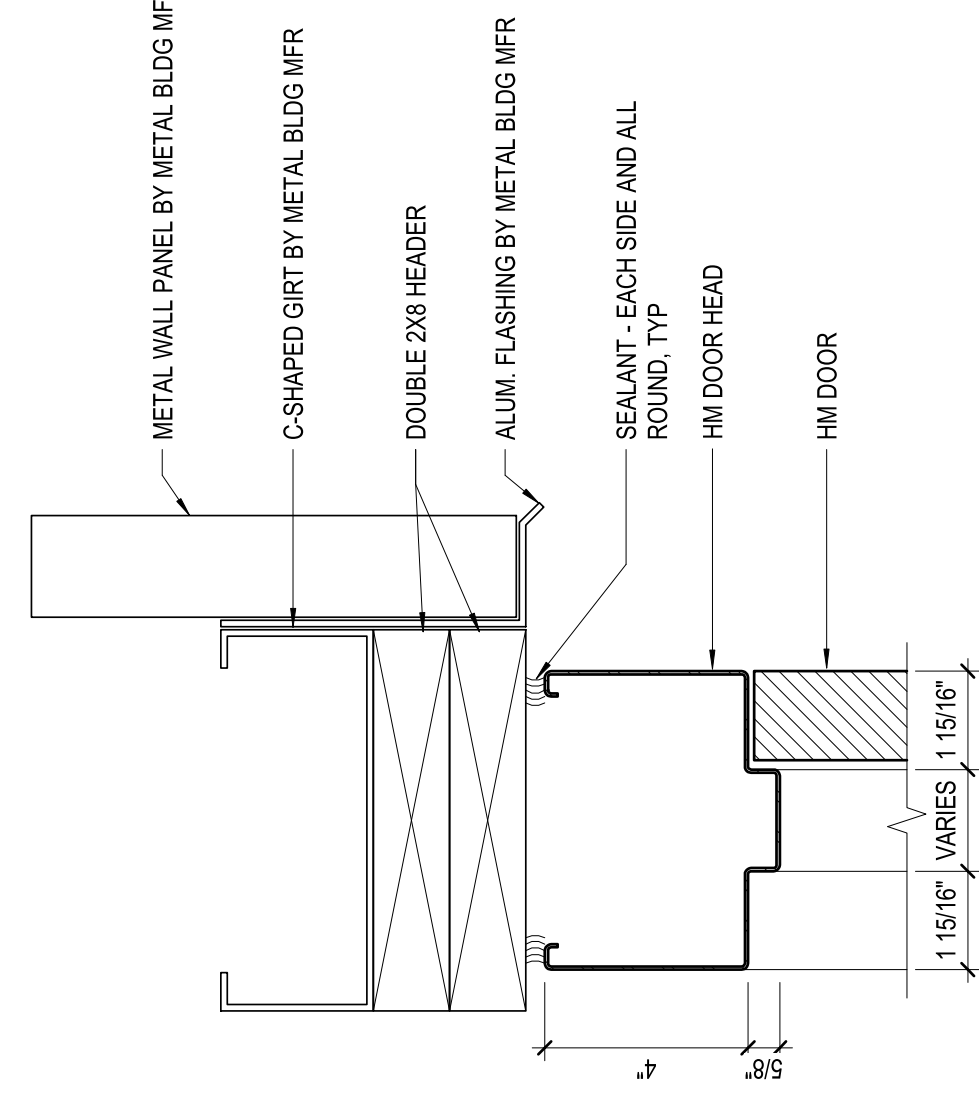 METAL WALL PANEL BY METAL BLDG MF
C-SHAPED GIRT BY METAL BLDG MFR
DOUBLE 2X8 HEADER
ALUM. FLASHING BY METAL BLDG MFR
SEALANT - EACH SIDE AND ALL
ROUND, TYP
HM DOOR HEAD
HM DOOR
1 15/16"
VARIES
1 15/16"
4"
5/8"